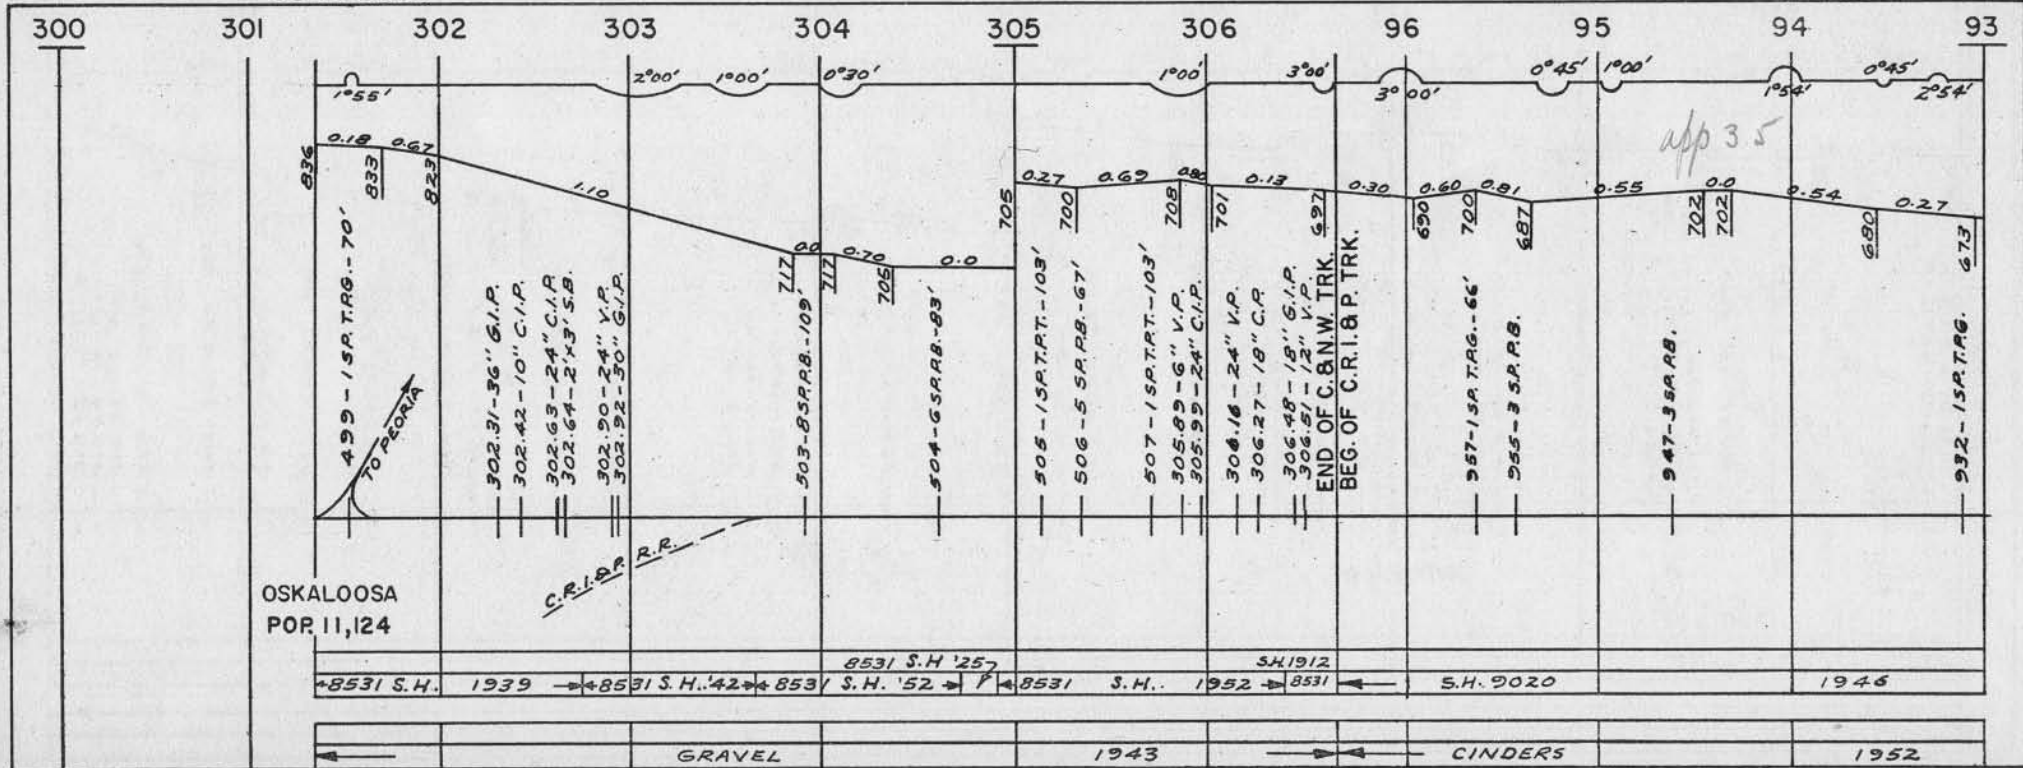 300 301 302 303 304 305 306 96 95 94 93
1°55' 2°00' 1°00' 0°30' 1°00' 3°00' 3°00' 0°45' 1°00' 1°54' 0°45' 2°54'
app 35
0.18 0.67 1.10 0.0 0.70 0.0 0.27 0.69 0.80 0.13 0.30 0.60 0.81 0.55 0.0 0.54 0.27
836 833 823 717 717 705 705 700 708 701 697 690 700 687 702 702 680 673
499-1 SP. T.P.G.-70'
TO PEORIA
302.31-36" G.I.P.
302.42-10" C.I.P.
302.63-24" C.I.P.
302.64-2'x3' S.B.
302.90-24" V.P.
302.92-30" G.I.P.
503-8 SP. P.B.-109'
504-6 SP. P.B.-83'
505-1 SP. T.P.T.-103'
506-5 SP. P.B.-67'
507-1 SP. T.P.T.-103'
305.89-6" V.P.
305.99-24" C.I.P.
306.16-24" V.P.
306.27-18" C.P.
306.48-18" G.I.P.
306.51-12" V.P.
END OF C. & N.W. TRK.
BEG. OF C.R.I. & P. TRK.
957-1 SP. T.P.G.-66'
955-3 SP. P.B.
947-3 SP. P.B.
932-1 SP. T.P.G.
C.R.I. & P. R.R.
OSKALOOSA
POP. 11,124
8531 S.H '25 S.H. 1912
8531 S.H. 1939 8531 S.H. '42 8531 S.H. '52 8531 S.H. 1952 8531 S.H. 9020 1946
GRAVEL 1943 CINDERS 1952